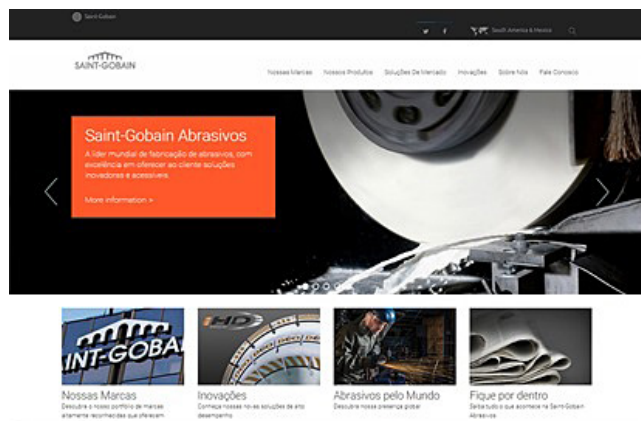 Saint-Gobain
South America & Mexico
SAINT-GOBAIN
Nossas Marcas Nossos Produtos Soluções De Mercado Inovações Sobre Nós Fale Conosco
Saint-Gobain Abrasivos
A líder mundial de fabricação de abrasivos, com
excelência em oferecer ao cliente soluções
inovadoras e acessíveis.
More information »
INT-GOBA
iHD
Nossas Marcas
Descubra o nosso portfólio de marcas
altamente reconhecidas que oferecem
Inovações
Conheça nossas novas soluções de alto
desempenho
Abrasivos pelo Mundo
Descubra nossa presença global
Fique por dentro
Saiba tudo o que acontece na Saint-Gobain
Abrasivos